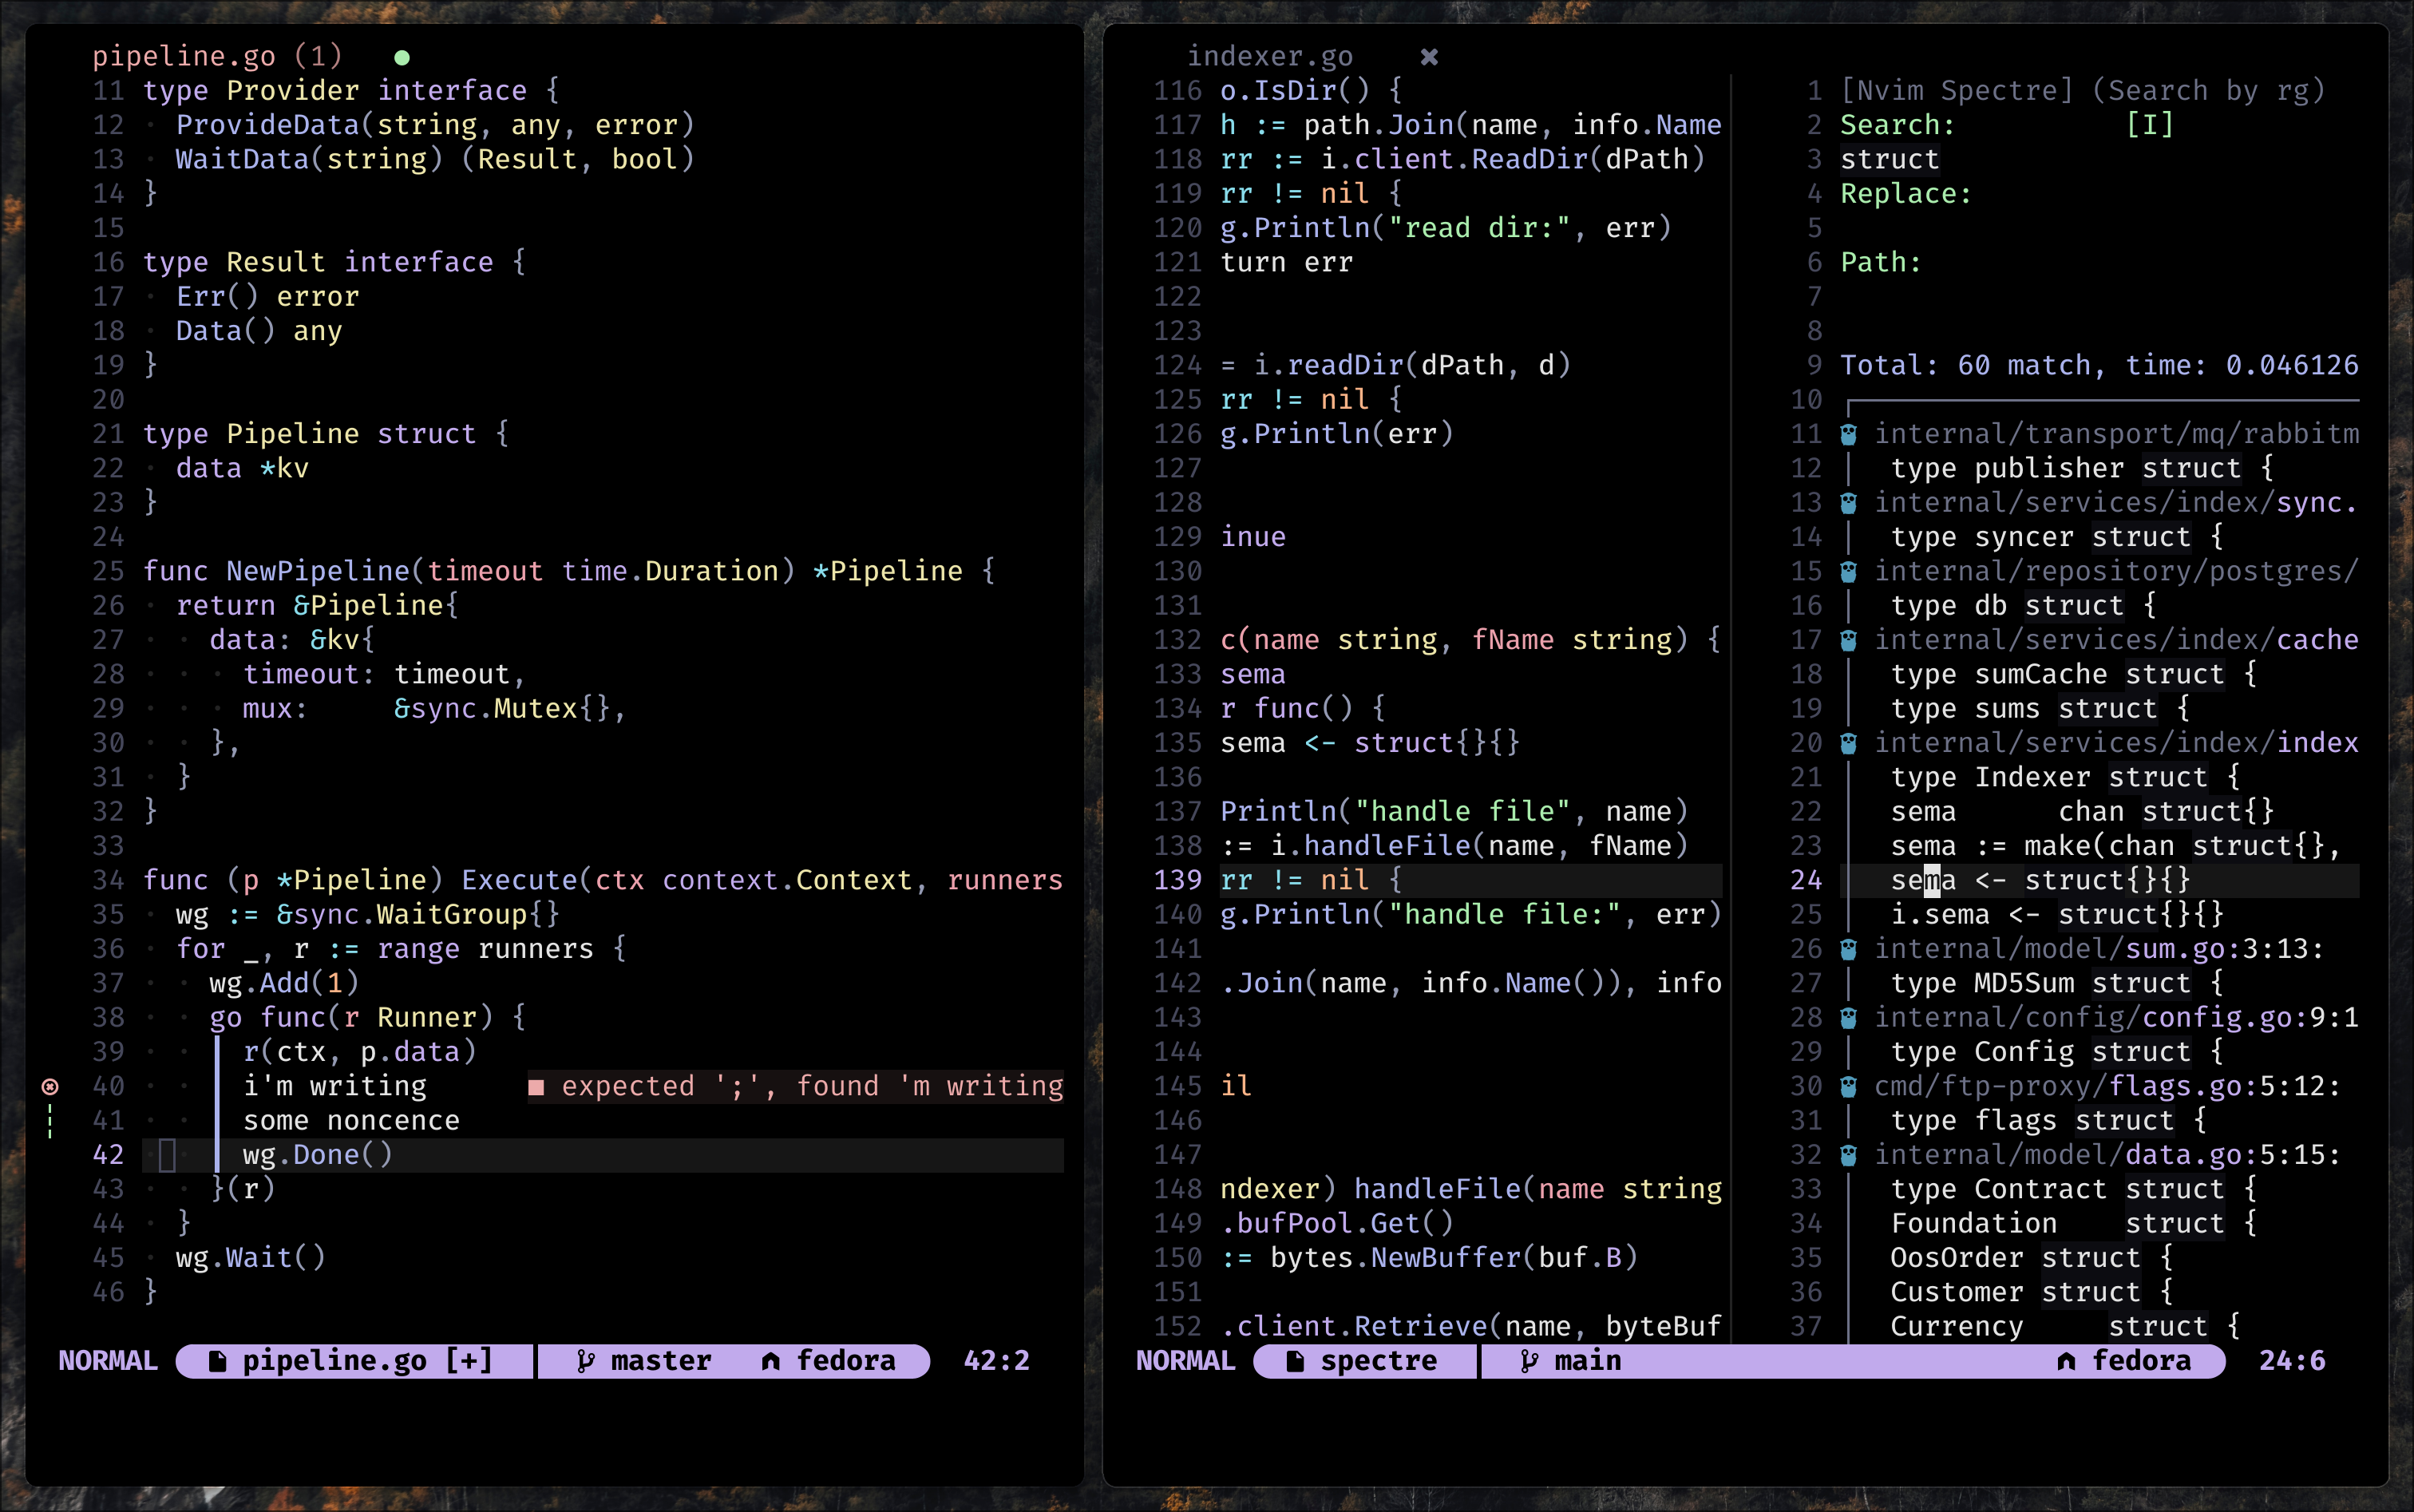 pipeline.go (1)
11 type Provider interface {
12 ProvideData(string, any, error)
13 WaitData(string) (Result, bool)
14 }
15
16 type Result interface {
17 Err() error
18 Data() any
19 }
20
21 type Pipeline struct {
22 data *kv
23 }
24
25 func NewPipeline(timeout time.Duration) *Pipeline {
26 return &Pipeline{
27 data: &kv{
28 timeout: timeout,
29 mux: &sync.Mutex{},
30 },
31 }
32 }
33
34 func (p *Pipeline) Execute(ctx context.Context, runners
35 wg := &sync.WaitGroup{}
36 for _, r := range runners {
37 wg.Add(1)
38 go func(r Runner) {
39 r(ctx, p.data)
40 i'm writing ■ expected ';', found 'm writing
41 some noncence
42 wg.Done()
43 }(r)
44 }
45 wg.Wait()
46 }
NORMAL pipeline.go [+] master fedora 42:2
indexer.go ✖
116 o.IsDir() {
117 h := path.Join(name, info.Name
118 rr := i.client.ReadDir(dPath)
119 rr != nil {
120 g.Println("read dir:", err)
121 turn err
122
123
124 = i.readDir(dPath, d)
125 rr != nil {
126 g.Println(err)
127
128
129 inue
130
131
132 c(name string, fName string) {
133 sema
134 r func() {
135 sema <- struct{}{}
136
137 Println("handle file", name)
138 := i.handleFile(name, fName)
139 rr != nil {
140 g.Println("handle file:", err)
141
142 .Join(name, info.Name()), info
143
144
145 il
146
147
148 ndexer) handleFile(name string
149 .bufPool.Get()
150 := bytes.NewBuffer(buf.B)
151
152 .client.Retrieve(name, byteBuf
1 [Nvim Spectre] (Search by rg)
2 Search: [I]
3 struct
4 Replace:
5
6 Path:
7
8
9 Total: 60 match, time: 0.046126
10
11 internal/transport/mq/rabbitm
12 type publisher struct {
13 internal/services/index/sync.
14 type syncer struct {
15 internal/repository/postgres/
16 type db struct {
17 internal/services/index/cache
18 type sumCache struct {
19 type sums struct {
20 internal/services/index/index
21 type Indexer struct {
22 sema chan struct{}
23 sema := make(chan struct{},
24 sema <- struct{}{}
25 i.sema <- struct{}{}
26 internal/model/sum.go:3:13:
27 type MD5Sum struct {
28 internal/config/config.go:9:1
29 type Config struct {
30 cmd/ftp-proxy/flags.go:5:12:
31 type flags struct {
32 internal/model/data.go:5:15:
33 type Contract struct {
34 Foundation struct {
35 OosOrder struct {
36 Customer struct {
37 Currency struct {
NORMAL spectre main fedora 24:6